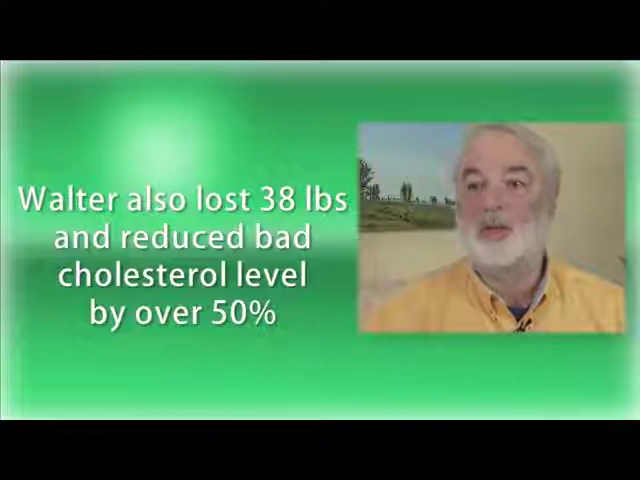 Walter also lost 38 lbs
and reduced bad
cholesterol level
by over 50%